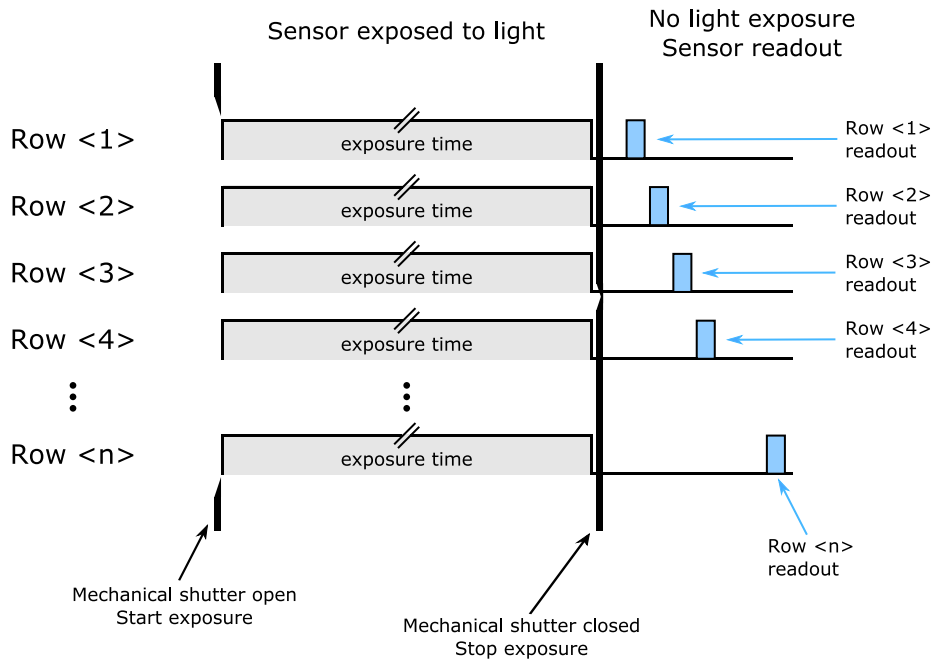 Sensor exposed to light
No light exposure
Sensor readout
Row <1>
exposure time
Row <1>
readout
Row <2>
exposure time
Row <2>
readout
Row <3>
exposure time
Row <3>
readout
Row <4>
exposure time
Row <4>
readout
Row <n>
exposure time
Row <n>
readout
Mechanical shutter open
Start exposure
Mechanical shutter closed
Stop exposure